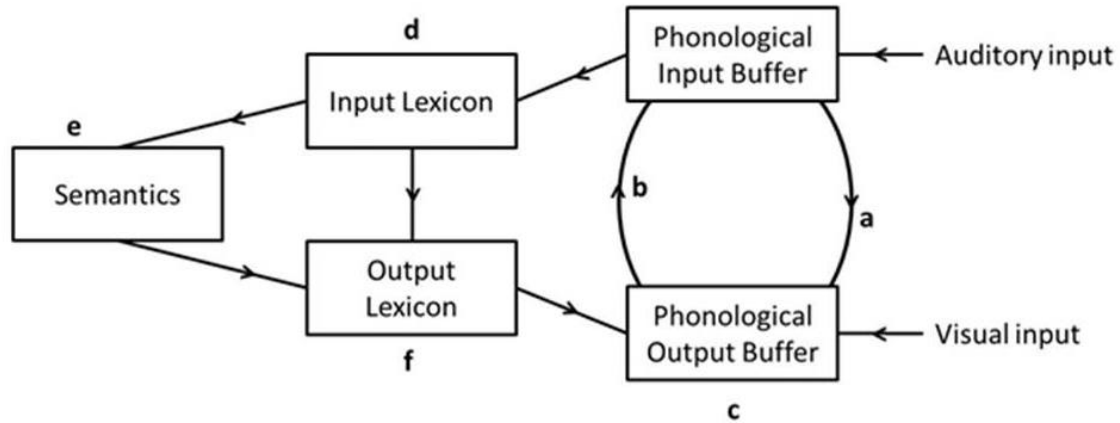 d
Phonological
Input Buffer
Auditory input
Input Lexicon
e
Semantics
b
a
Output
Lexicon
f
Phonological
Output Buffer
Visual input
c